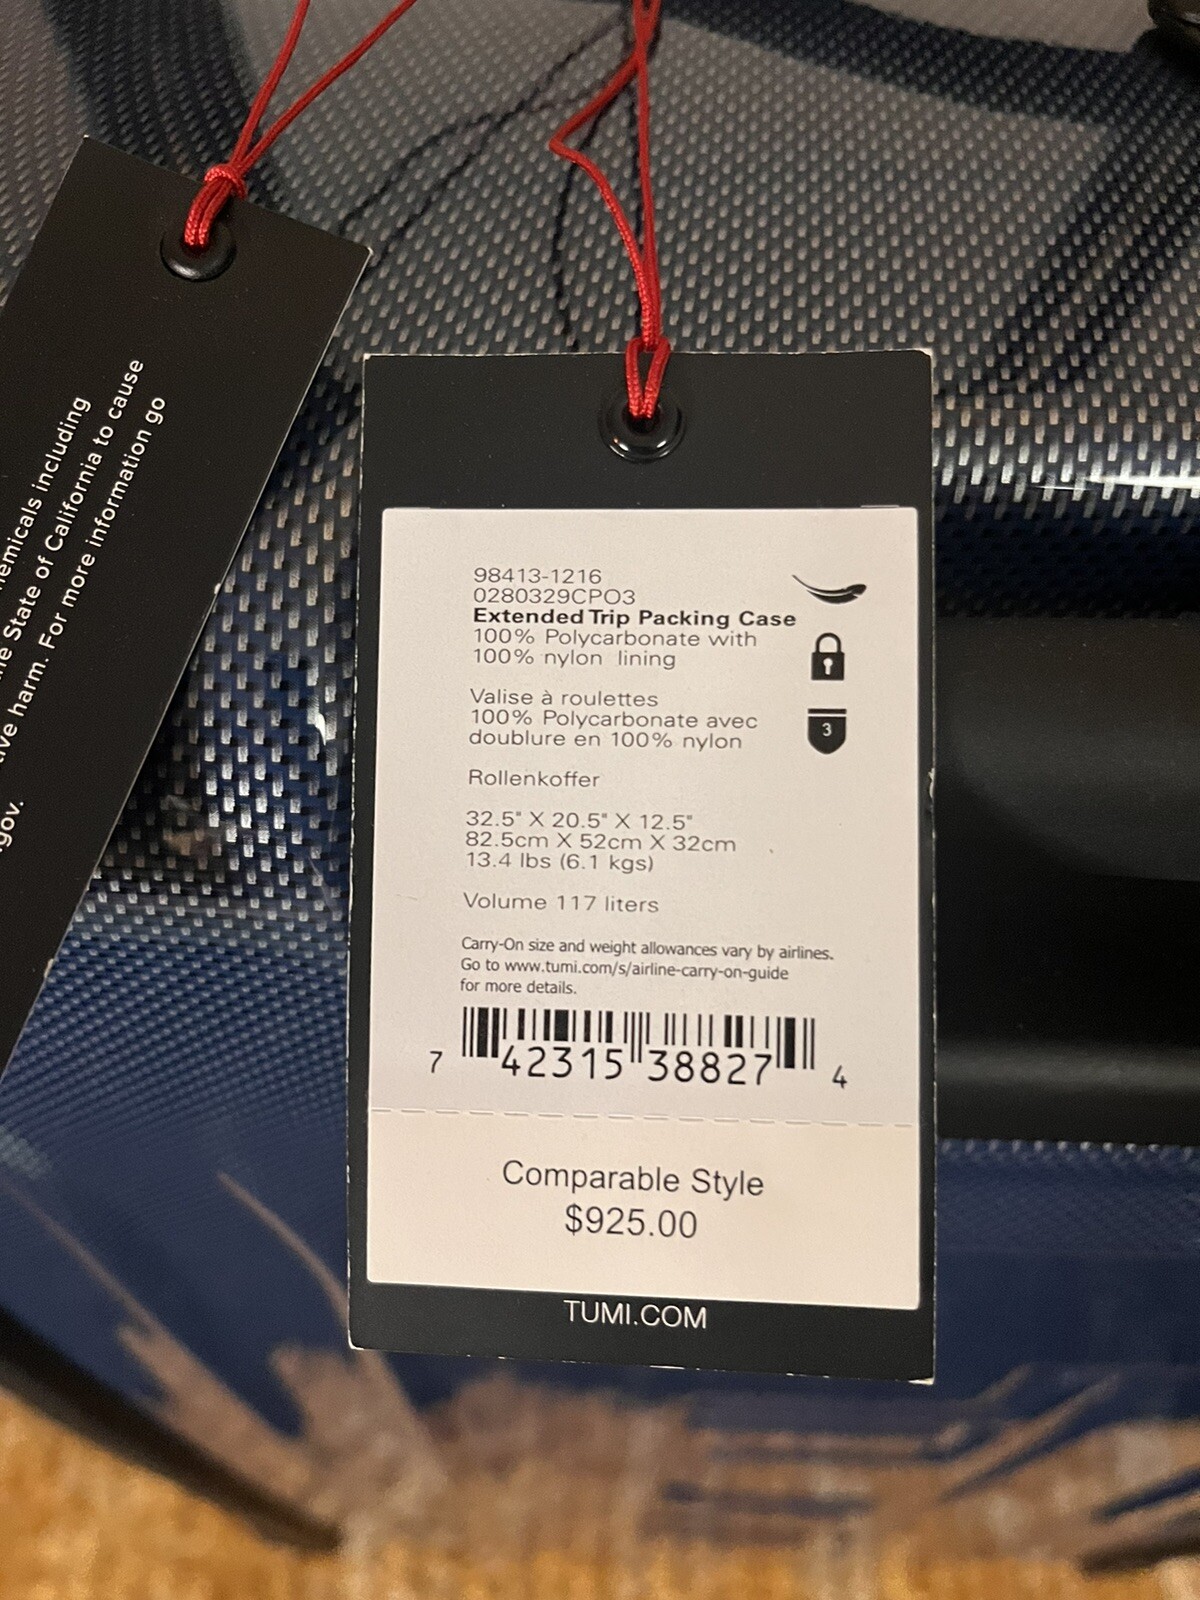 emicals including
State of California to cause
ive harm. For more information go
gov.
98413-1216
0280329CPO3
Extended Trip Packing Case
100% Polycarbonate with
100% nylon lining
3
Valise à roulettes
100% Polycarbonate avec
doublure en 100% nylon
Rollenkoffer
32.5" X 20.5" X 12.5"
82.5cm X 52cm X 32cm
13.4 lbs (6.1 kgs)
Volume 117 liters
Carry-On size and weight allowances vary by airlines.
Go to www.tumi.com/s/airline-carry-on-guide
for more details.
7 42315 38827 4
Comparable Style
$925.00
TUMI.COM